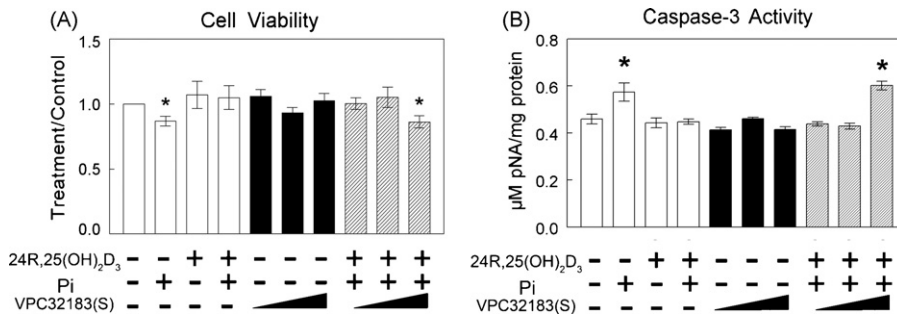 (A) Cell Viability
Treatment/Control
1.5
1.0
0.5
0.0
* *
24R,25(OH)₂D₃ - - + + - - - + + +
Pi - + - + - - - + + +
VPC32183(S) - - - -
(B) Caspase-3 Activity
µM pNA/mg protein
0.8
0.6
0.4
0.2
0.0
* *
24R,25(OH)₂D₃ - - + + - - - + + +
Pi - + - + - - - + + +
VPC32183(S) - - - -